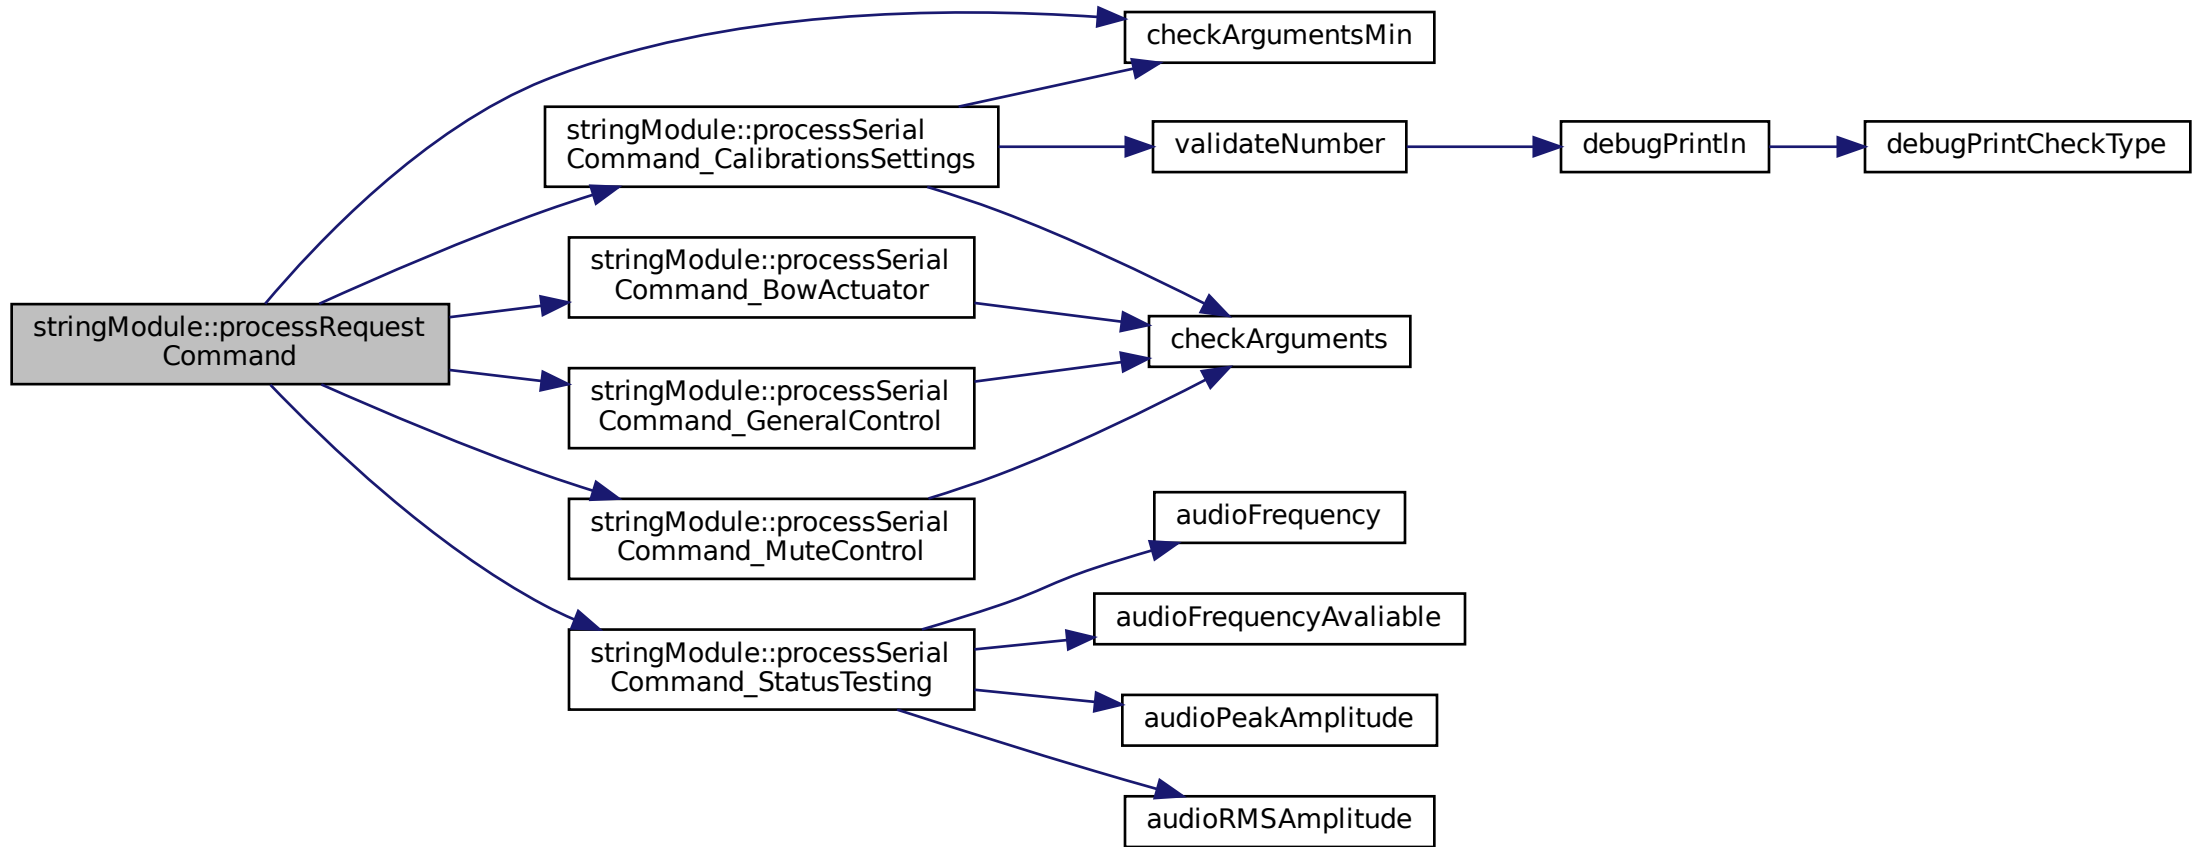 checkArgumentsMin
stringModule::processSerial
Command_CalibrationsSettings
validateNumber
debugPrintln
debugPrintCheckType
stringModule::processSerial
Command_BowActuator
stringModule::processRequest
Command
checkArguments
stringModule::processSerial
Command_GeneralControl
stringModule::processSerial
Command_MuteControl
audioFrequency
audioFrequencyAvaliable
stringModule::processSerial
Command_StatusTesting
audioPeakAmplitude
audioRMSAmplitude